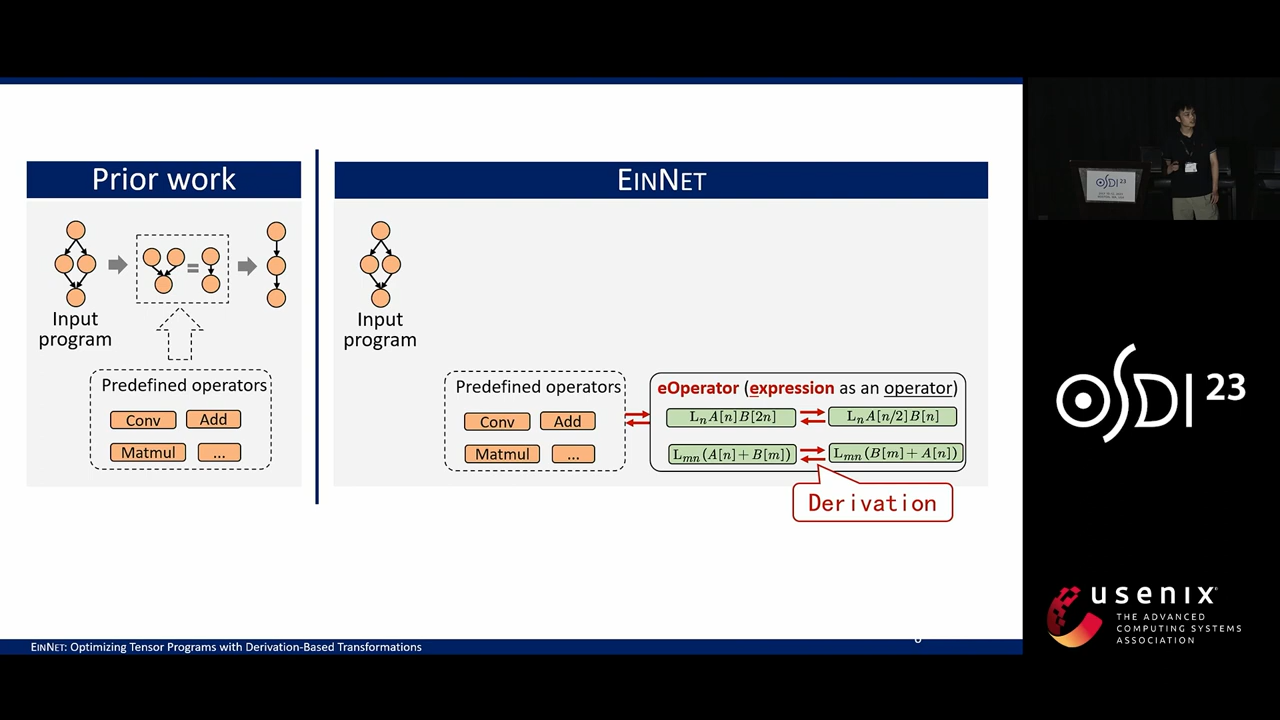 Prior work
Input
program
Predefined operators
Conv
Add
Matmul
...
EINNET
Input
program
Predefined operators
Conv
Add
Matmul
...
eOperator (expression as an operator)
LₙA[n]B[2n]
LₙA[n/2]B[n]
Lₘₙ(A[n]+B[m])
Lₘₙ(B[m]+A[n])
Derivation
EINNET: Optimizing Tensor Programs with Derivation-Based Transformations
OSDI 23
OSDI 23
usenix
THE ADVANCED
COMPUTING SYSTEMS
ASSOCIATION